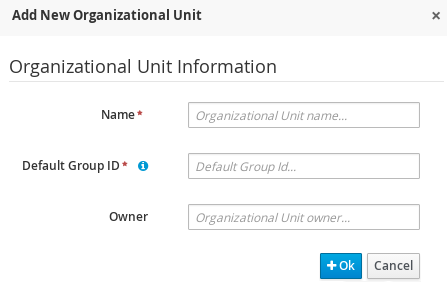 Add New Organizational Unit ×
Organizational Unit Information
Name * Organizational Unit name...
Default Group ID * Default Group Id...
Owner Organizational Unit owner...
+ Ok Cancel